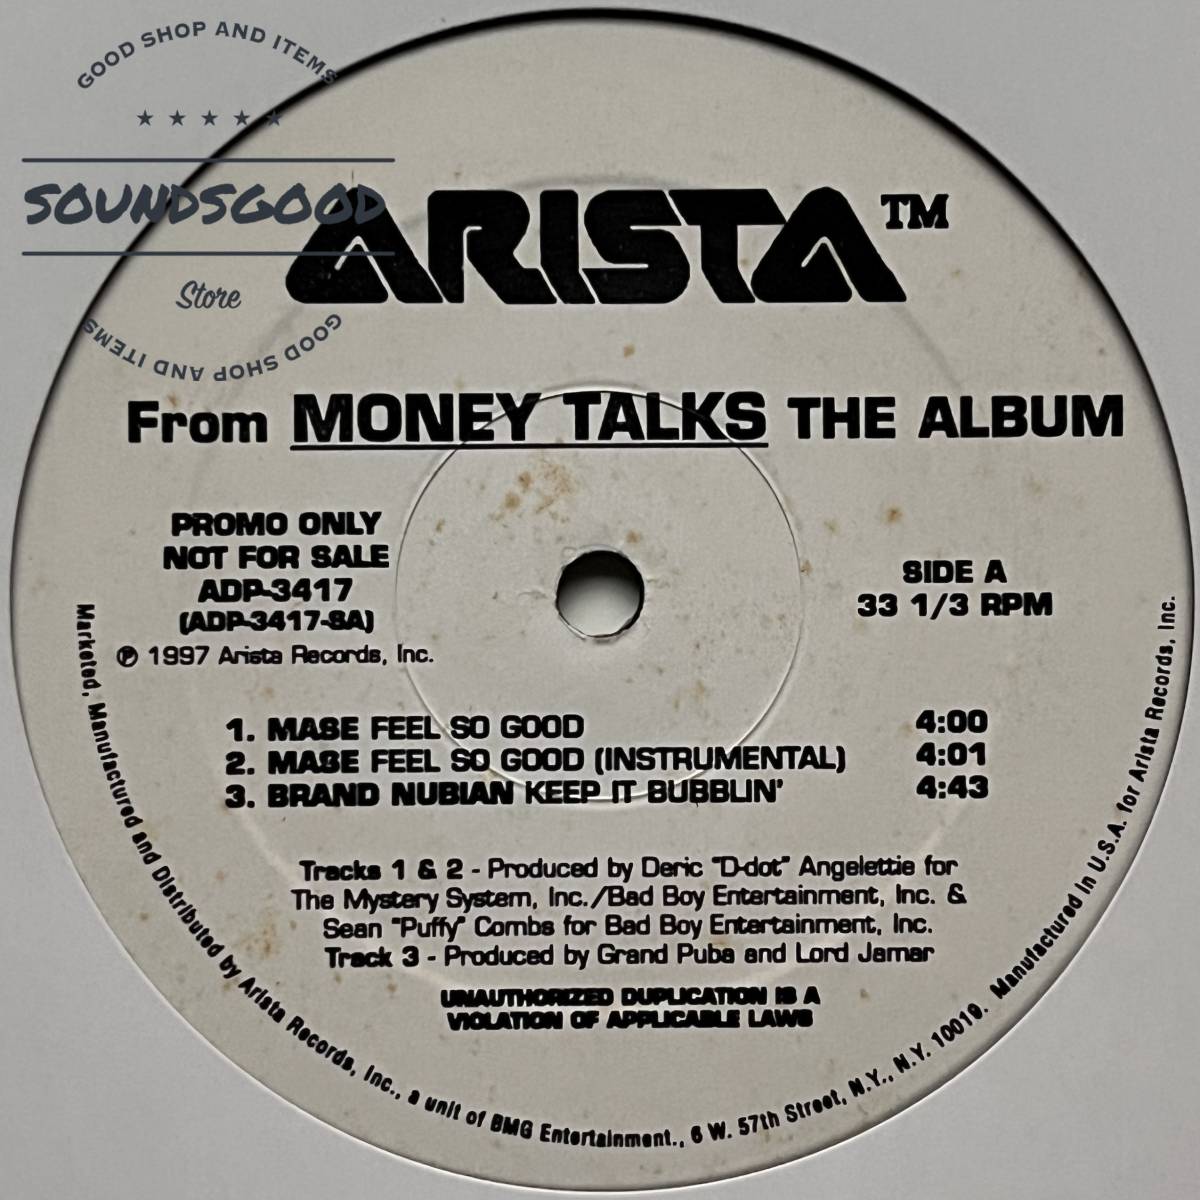 GOOD SHOP AND ITEMS
★ ★ ★ ★ ★
SOUNDSGOOD
Store
GOOD SHOP AND ITEMS
ARISTA™
From MONEY TALKS THE ALBUM
PROMO ONLY
NOT FOR SALE
ADP-3417
(ADP-3417-SA)
℗ 1997 Arista Records, Inc.
SIDE A
33 1/3 RPM
1. MASE FEEL SO GOOD 4:00
2. MASE FEEL SO GOOD (INSTRUMENTAL) 4:01
3. BRAND NUBIAN KEEP IT BUBBLIN' 4:43
Tracks 1 & 2 - Produced by Deric "D-dot" Angelettie for
The Mystery System, Inc./Bad Boy Entertainment, Inc. &
Sean "Puffy" Combs for Bad Boy Entertainment, Inc.
Track 3 - Produced by Grand Puba and Lord Jamar
UNAUTHORIZED DUPLICATION IS A
VIOLATION OF APPLICABLE LAWS
Marketed, Manufactured and Distributed by Arista Records, Inc., a unit of BMG Entertainment., 6 W. 57th Street, N.Y., N.Y. 10019. Manufactured in U.S.A. for Arista Records, Inc.